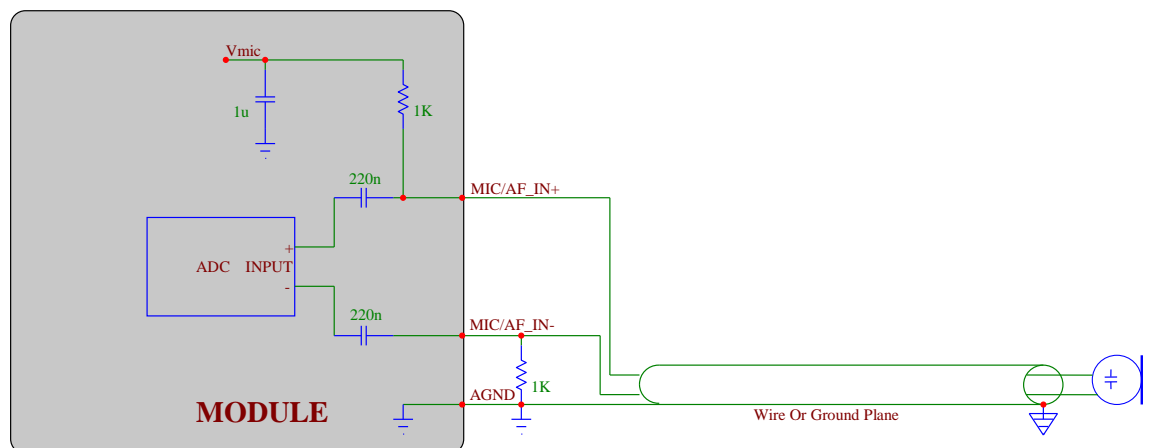 Vmic
1u
1K
220n
MIC/AF_IN+
+
ADC INPUT
-
220n
MIC/AF_IN-
1K
AGND
MODULE
Wire Or Ground Plane